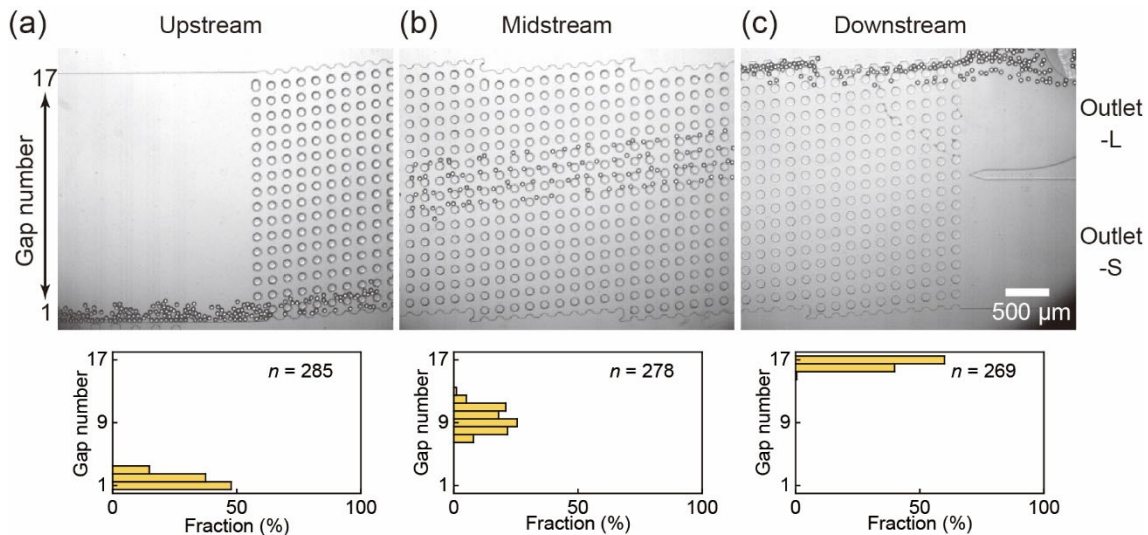 (a) Upstream
(b) Midstream
(c) Downstream
17
Gap number
1
Outlet
-L
Outlet
-S
500 µm
17
9
1
Gap number
n = 285
0 50 100
Fraction (%)
17
9
1
Gap number
n = 278
0 50 100
Fraction (%)
17
9
1
Gap number
n = 269
0 50 100
Fraction (%)